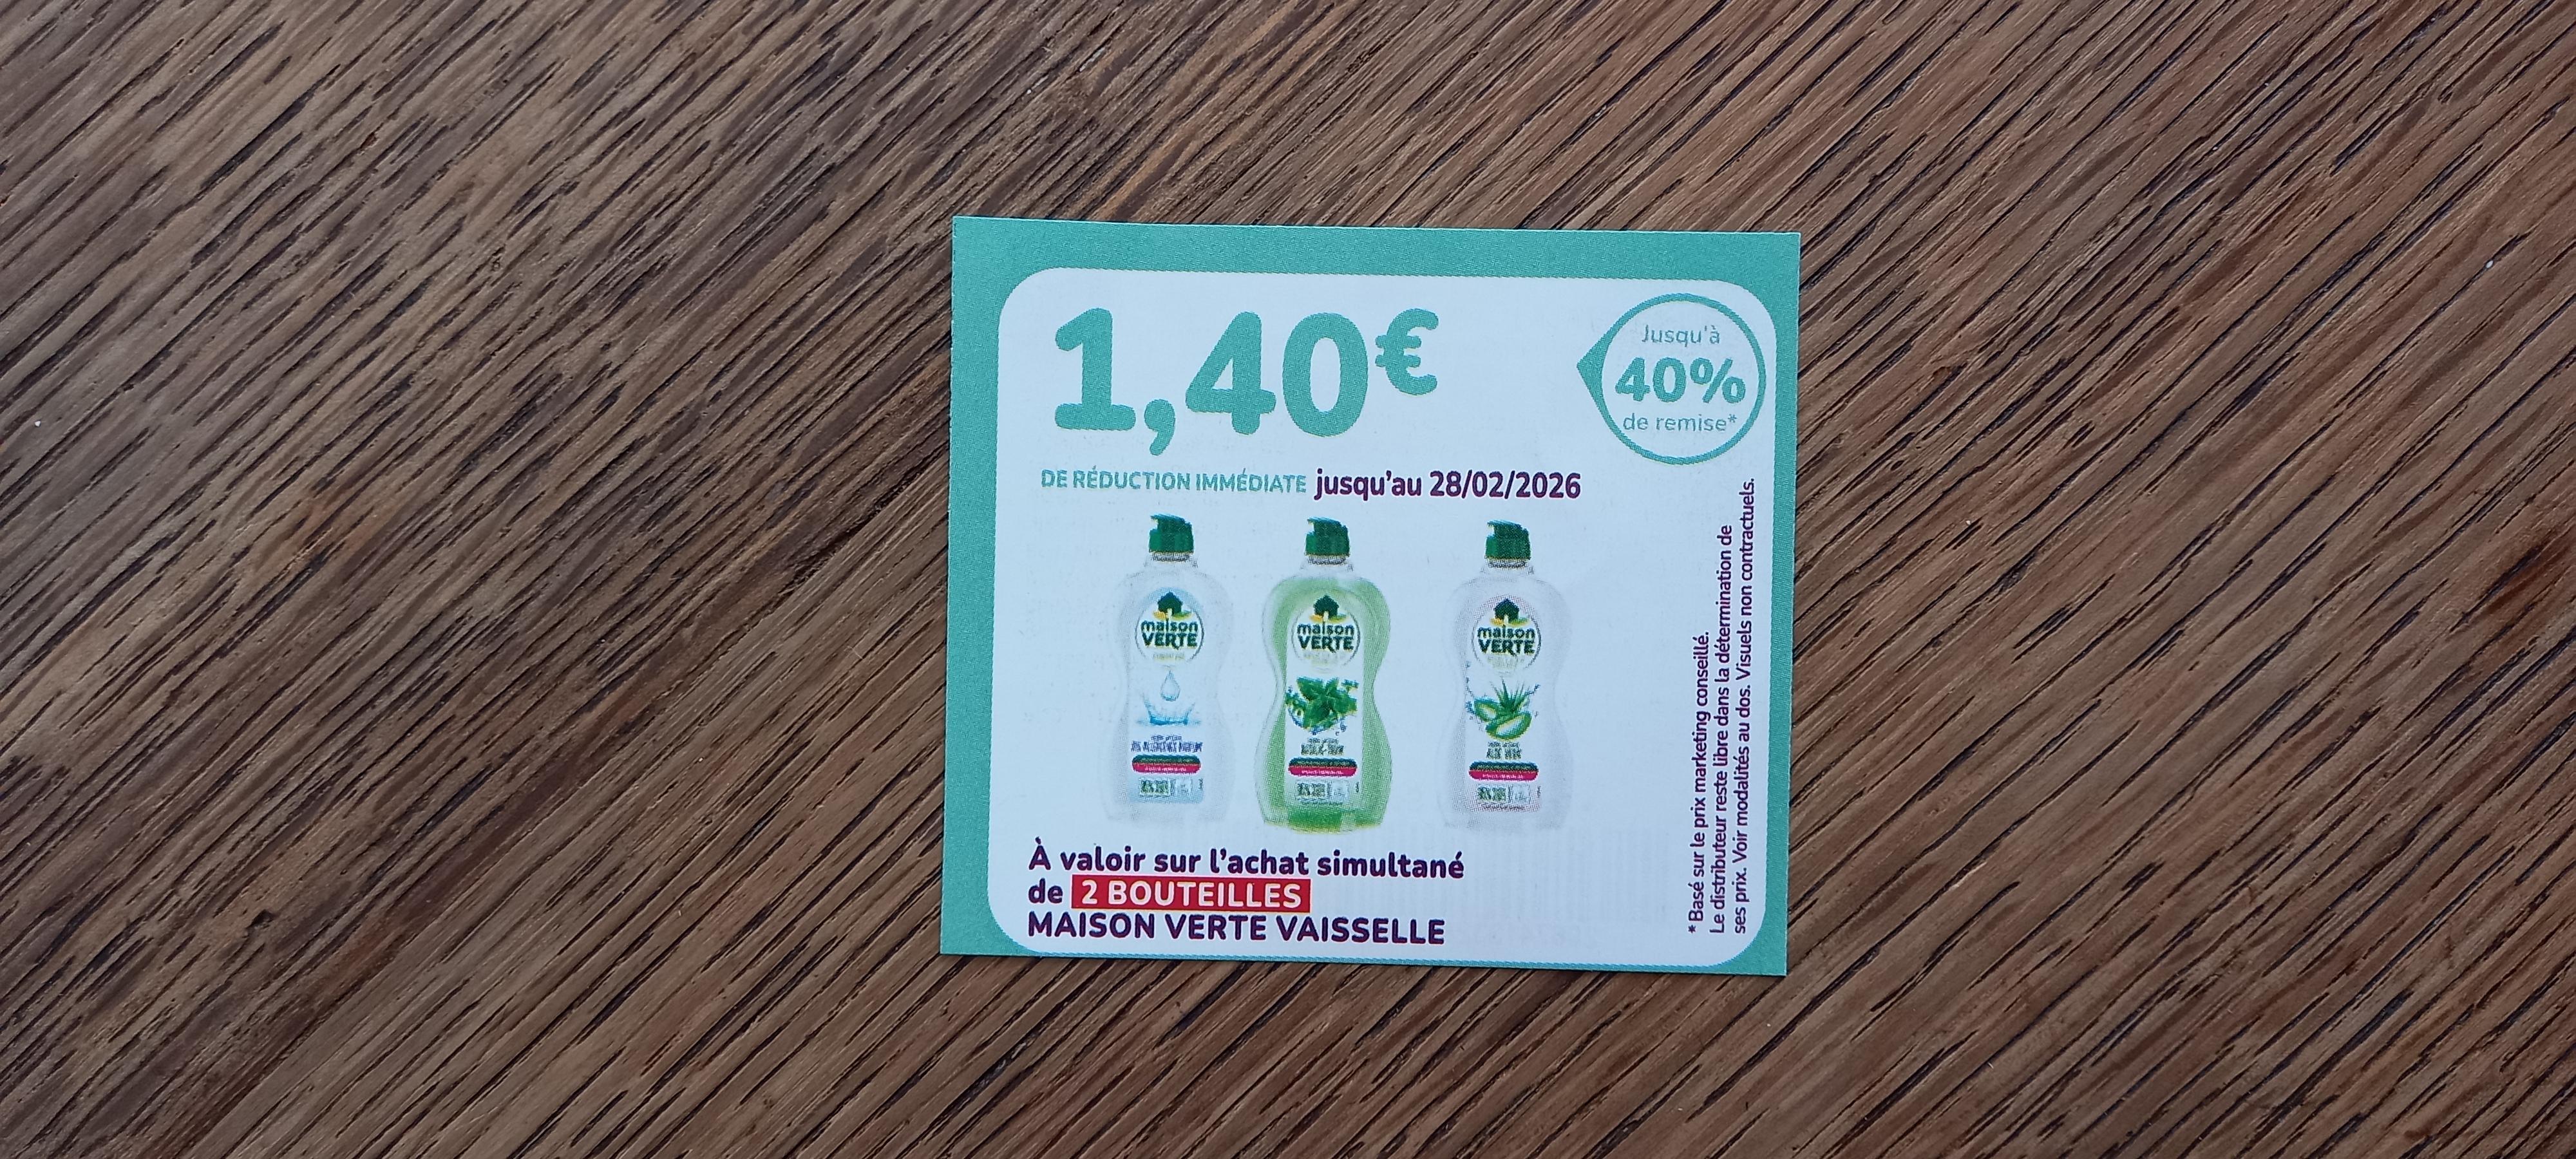 1,40€
Jusqu'à
40%
de remise*
DE RÉDUCTION IMMÉDIATE jusqu'au 28/02/2026
maison
VERTE
maison
VERTE
maison
VERTE
À valoir sur l'achat simultané
de 2 BOUTEILLES
MAISON VERTE VAISSELLE
* Basé sur le prix marketing conseillé.
Le distributeur reste libre dans la détermination de
ses prix. Voir modalités au dos. Visuels non contractuels.